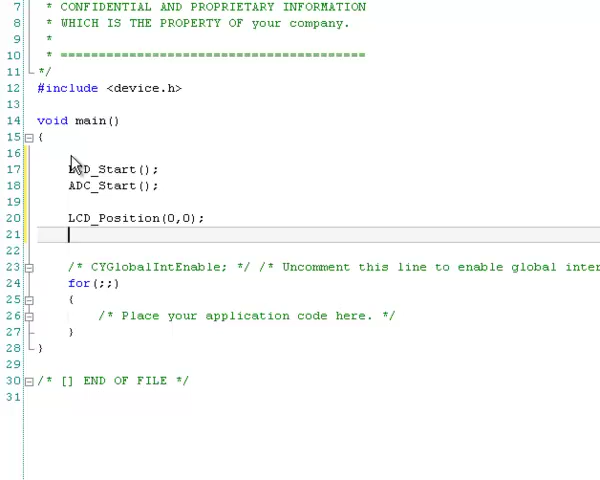 7 * CONFIDENTIAL AND PROPRIETARY INFORMATION
8 * WHICH IS THE PROPERTY OF your company.
9 *
10 * ========================================
11 */
12 #include <device.h>
13
14 void main()
15 {
16
17 LCD_Start();
18 ADC_Start();
19
20 LCD_Position(0,0);
21
22
23 /* CYGlobalIntEnable; */ /* Uncomment this line to enable global inter
24 for(;;)
25 {
26 /* Place your application code here. */
27 }
28 }
29
30 /* [] END OF FILE */
31